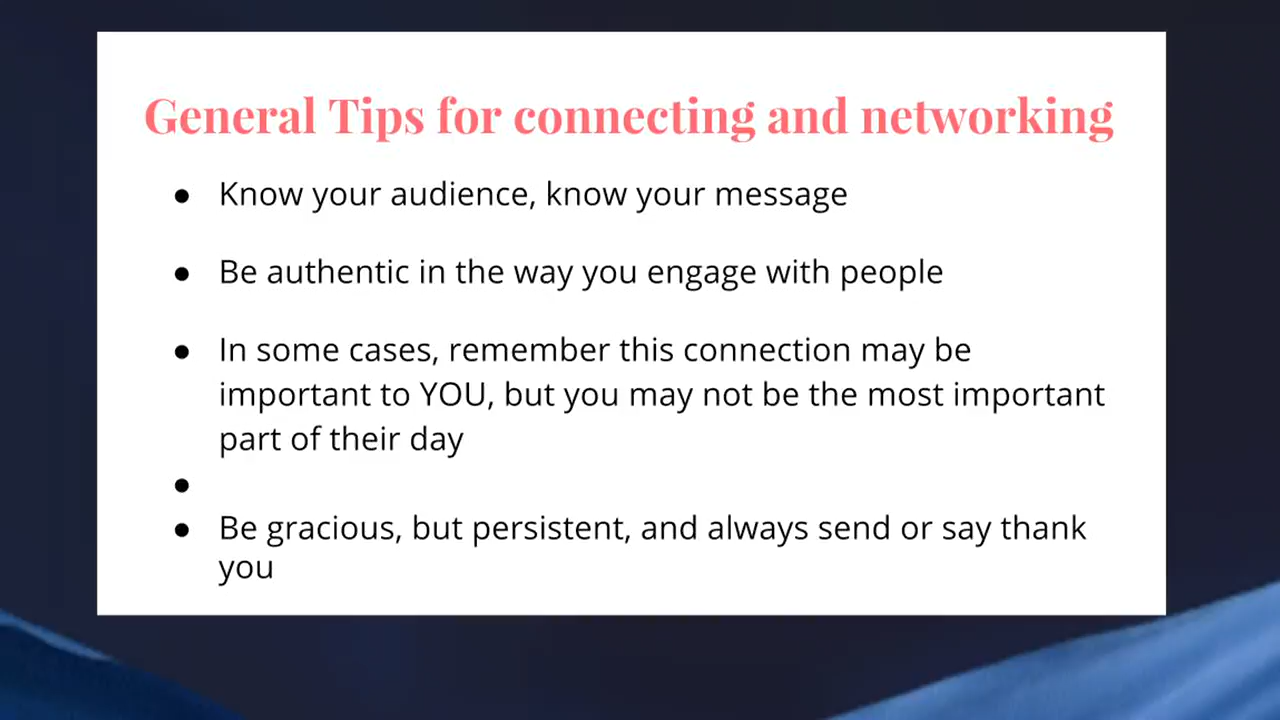 General Tips for connecting and networking
● Know your audience, know your message
● Be authentic in the way you engage with people
● In some cases, remember this connection may be
important to YOU, but you may not be the most important
part of their day
●
● Be gracious, but persistent, and always send or say thank
you